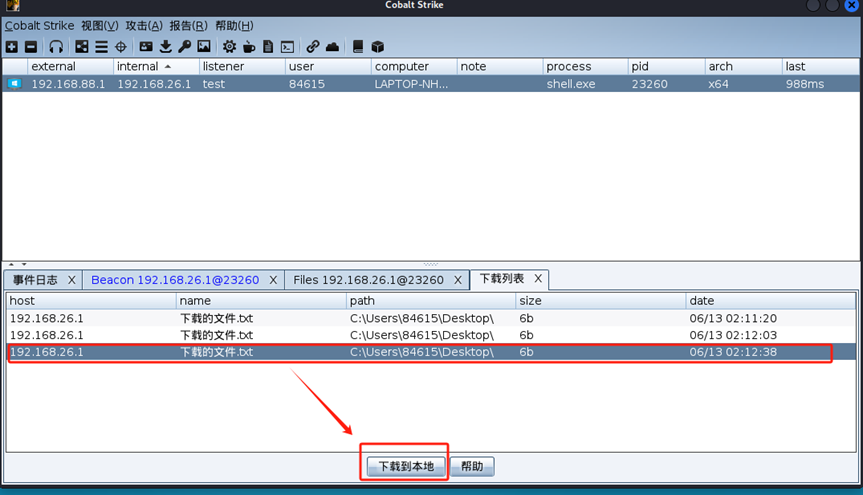 Cobalt Strike
Cobalt Strike 视图(V) 攻击(A) 报告(R) 帮助(H)
external internal listener user computer note process pid arch last
192.168.88.1 192.168.26.1 test 84615 LAPTOP-NH... shell.exe 23260 x64 988ms
事件日志 X Beacon 192.168.26.1@23260 X Files 192.168.26.1@23260 X 下载列表 X
host name path size date
192.168.26.1 下载的文件.txt C:\Users\84615\Desktop\ 6b 06/13 02:11:20
192.168.26.1 下载的文件.txt C:\Users\84615\Desktop\ 6b 06/13 02:12:03
192.168.26.1 下载的文件.txt C:\Users\84615\Desktop\ 6b 06/13 02:12:38
下载到本地 帮助